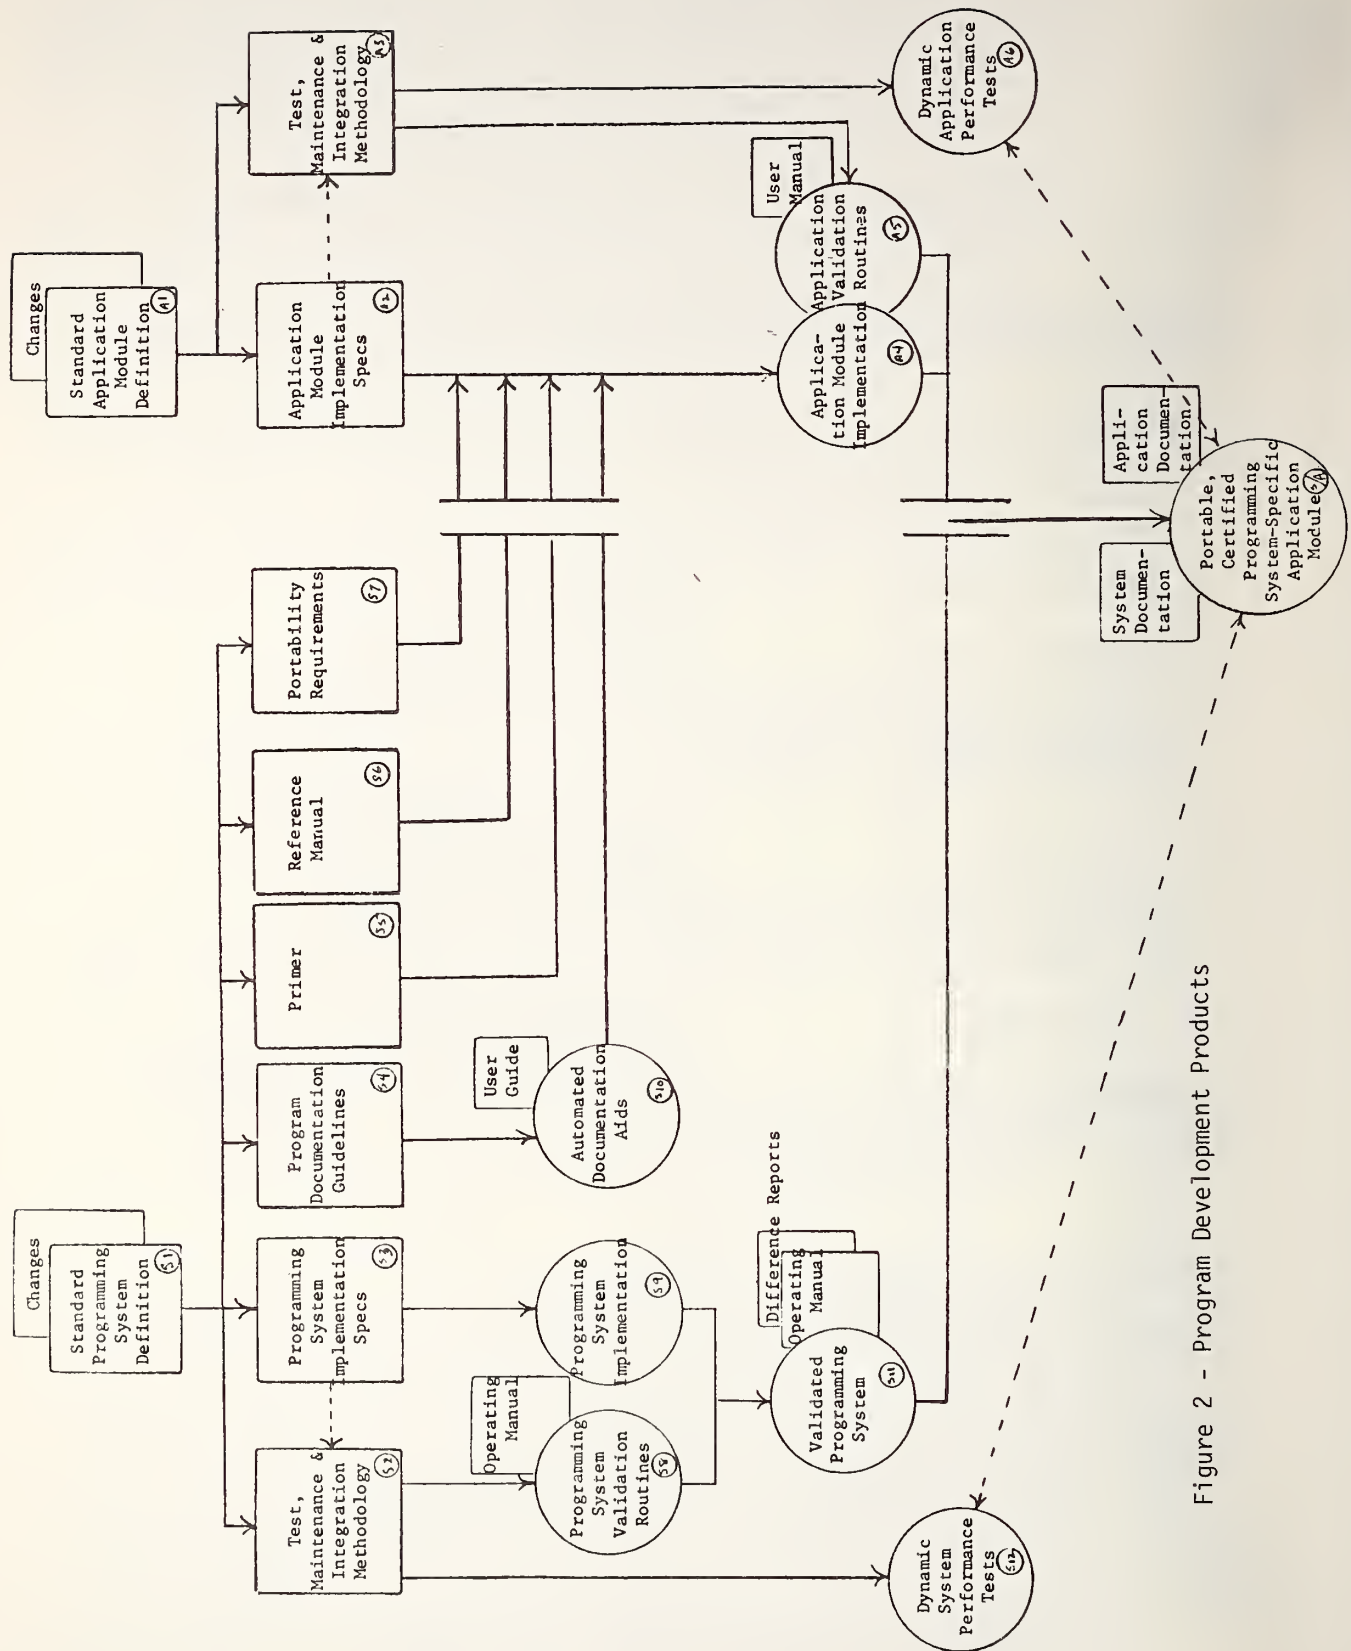 Changes
Standard
Programming
System
Definition
S1
Changes
Standard
Application
Module
Definition
A1
Test,
Maintenance &
Integration
Methodology
S2
Programming
System
Implementation
Specs
S3
Program
Documentation
Guidelines
S4
Primer
S5
Reference
Manual
S6
Portability
Requirements
S7
Application
Module
Implementation
Specs
A2
Test,
Maintenance &
Integration
Methodology
A3
Operating
Manual
Programming
System
Validation
Routines
S8
Programming
System
Implementation
S9
User
Guide
Automated
Documentation
Aids
S10
Difference Reports
Operating
Manual
Validated
Programming
System
S11
Applica-
tion Module
Implementation
A4
User
Manual
Application
Validation
Routines
A5
Dynamic
System
Performance
Tests
S12
Dynamic
Application
Performance
Tests
A6
System
Documen-
tation
Appli-
cation
Documen-
tation
Portable,
Certified
Programming
System-Specific
Application
Module
S/A
Figure 2 - Program Development Products